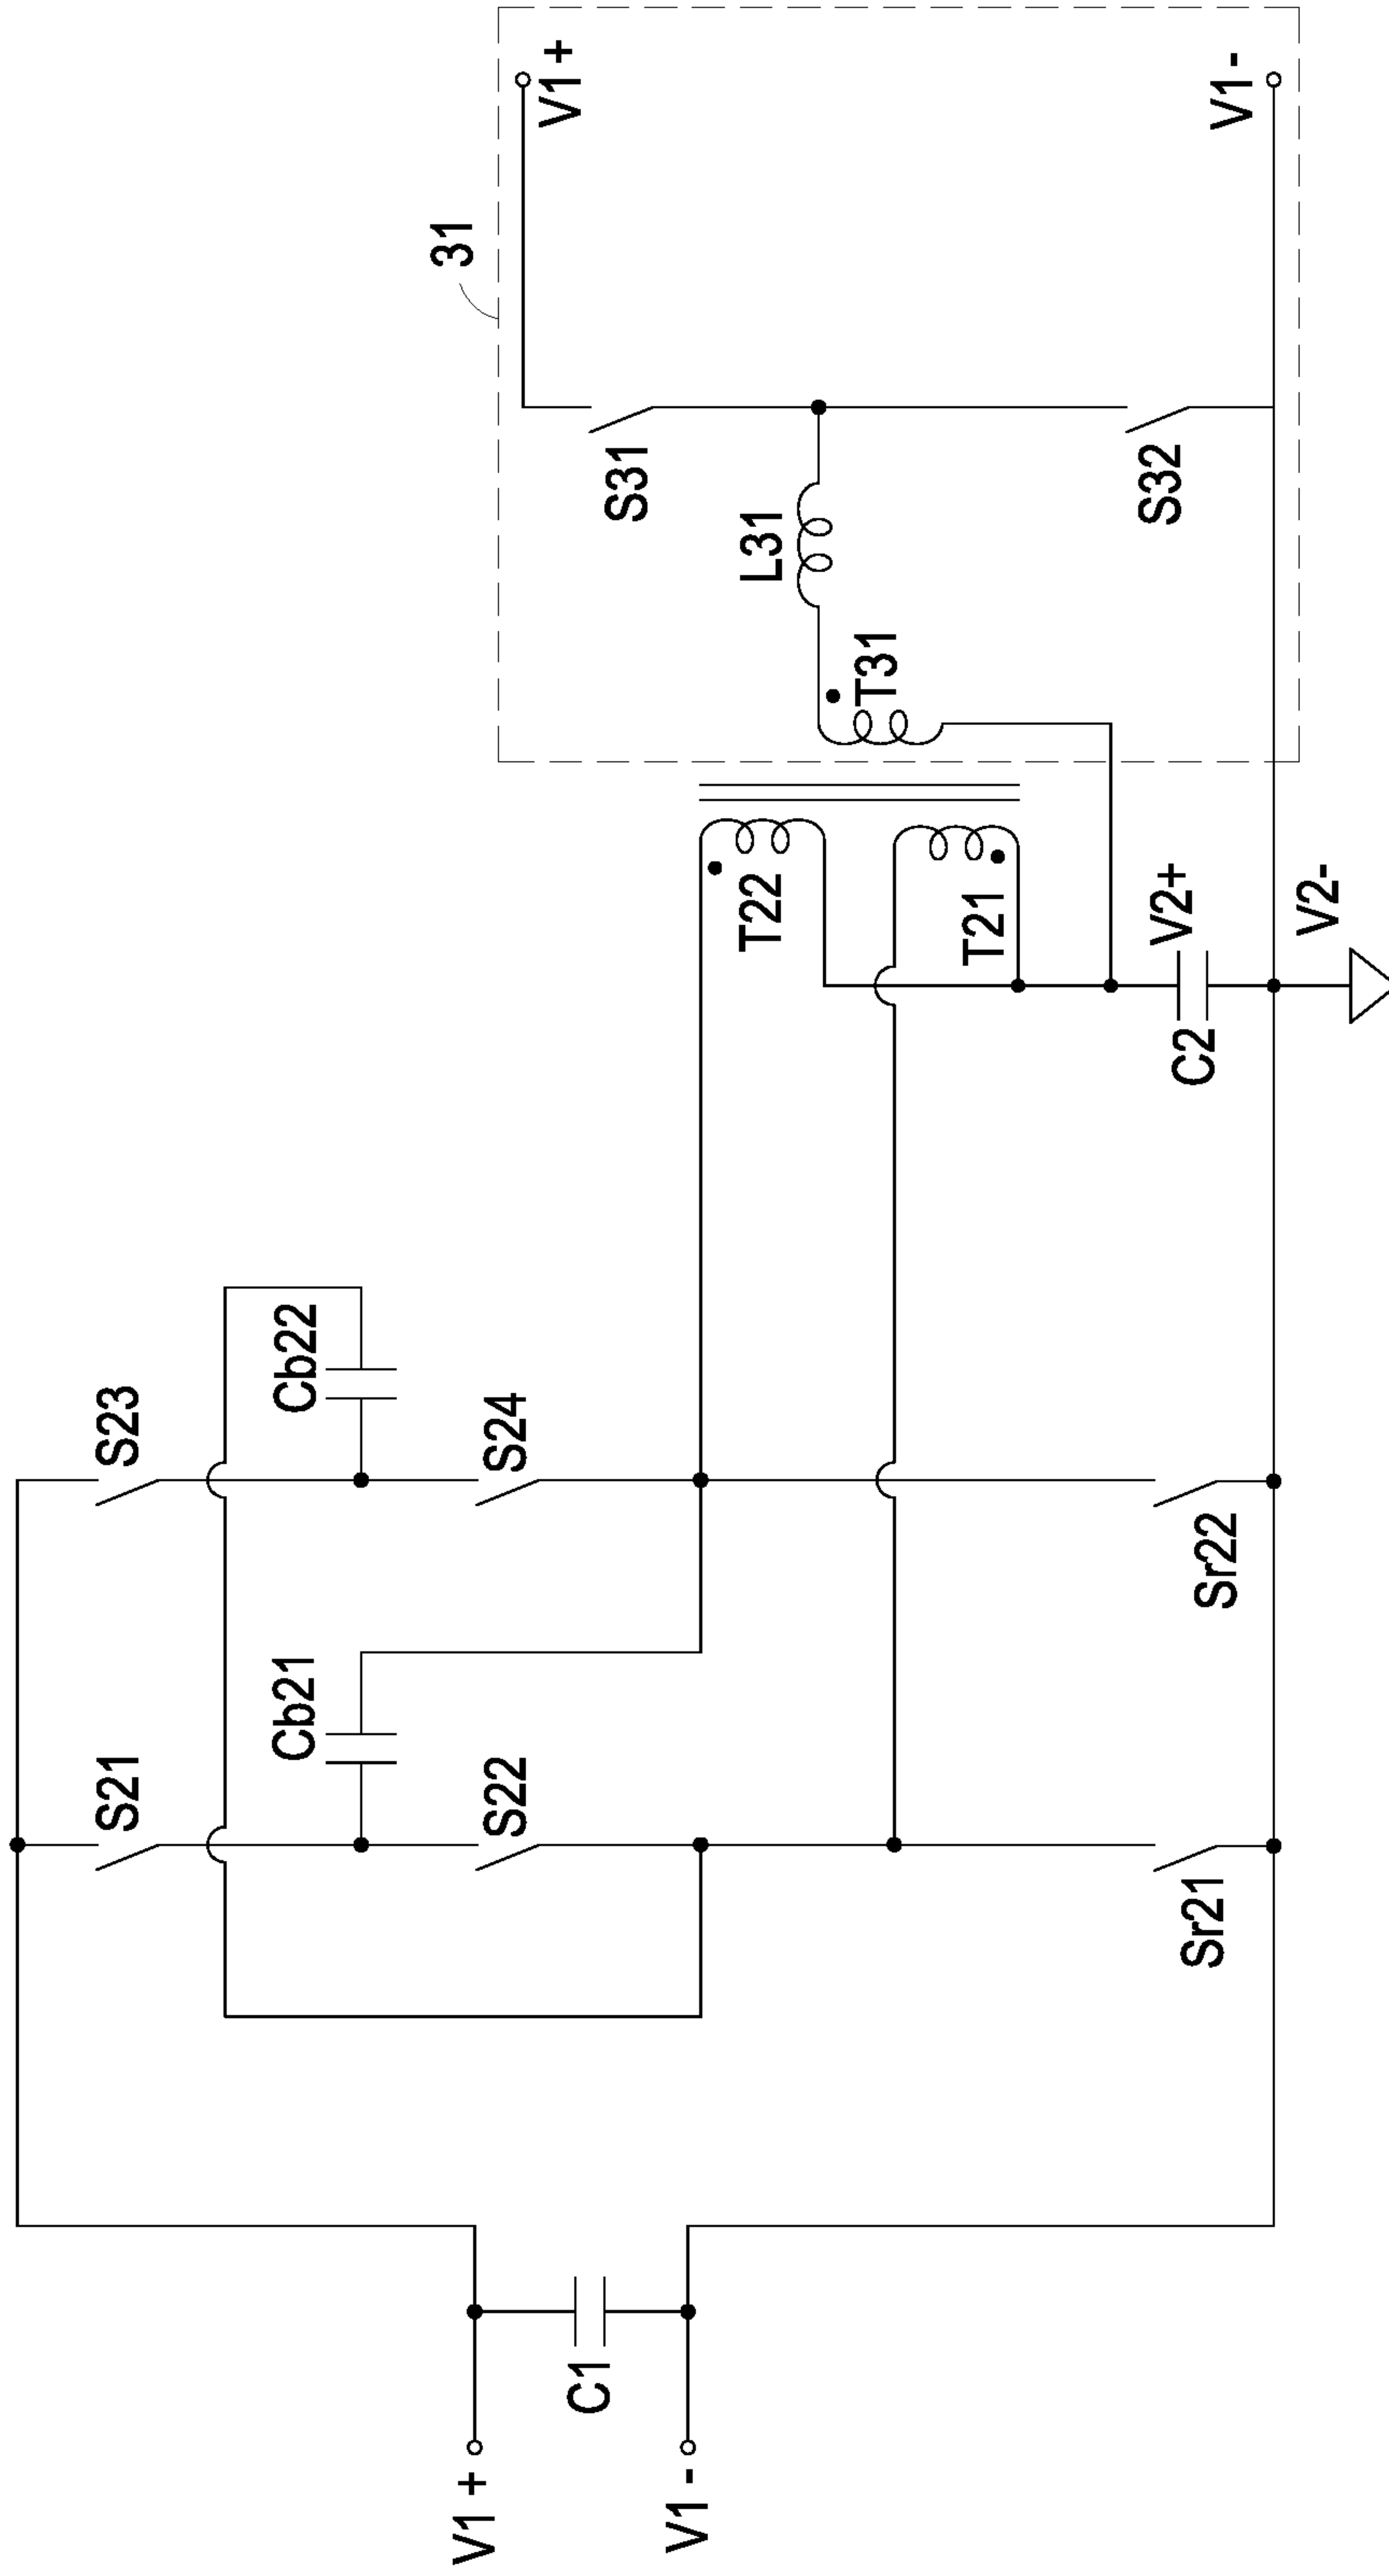 V1 +
V1 -
C1
S21
S22
Cb21
Sr21
S23
S24
Cb22
Sr22
T22
T21
C2
V2+
V2-
31
T31
L31
S31
S32
V1+
V1-